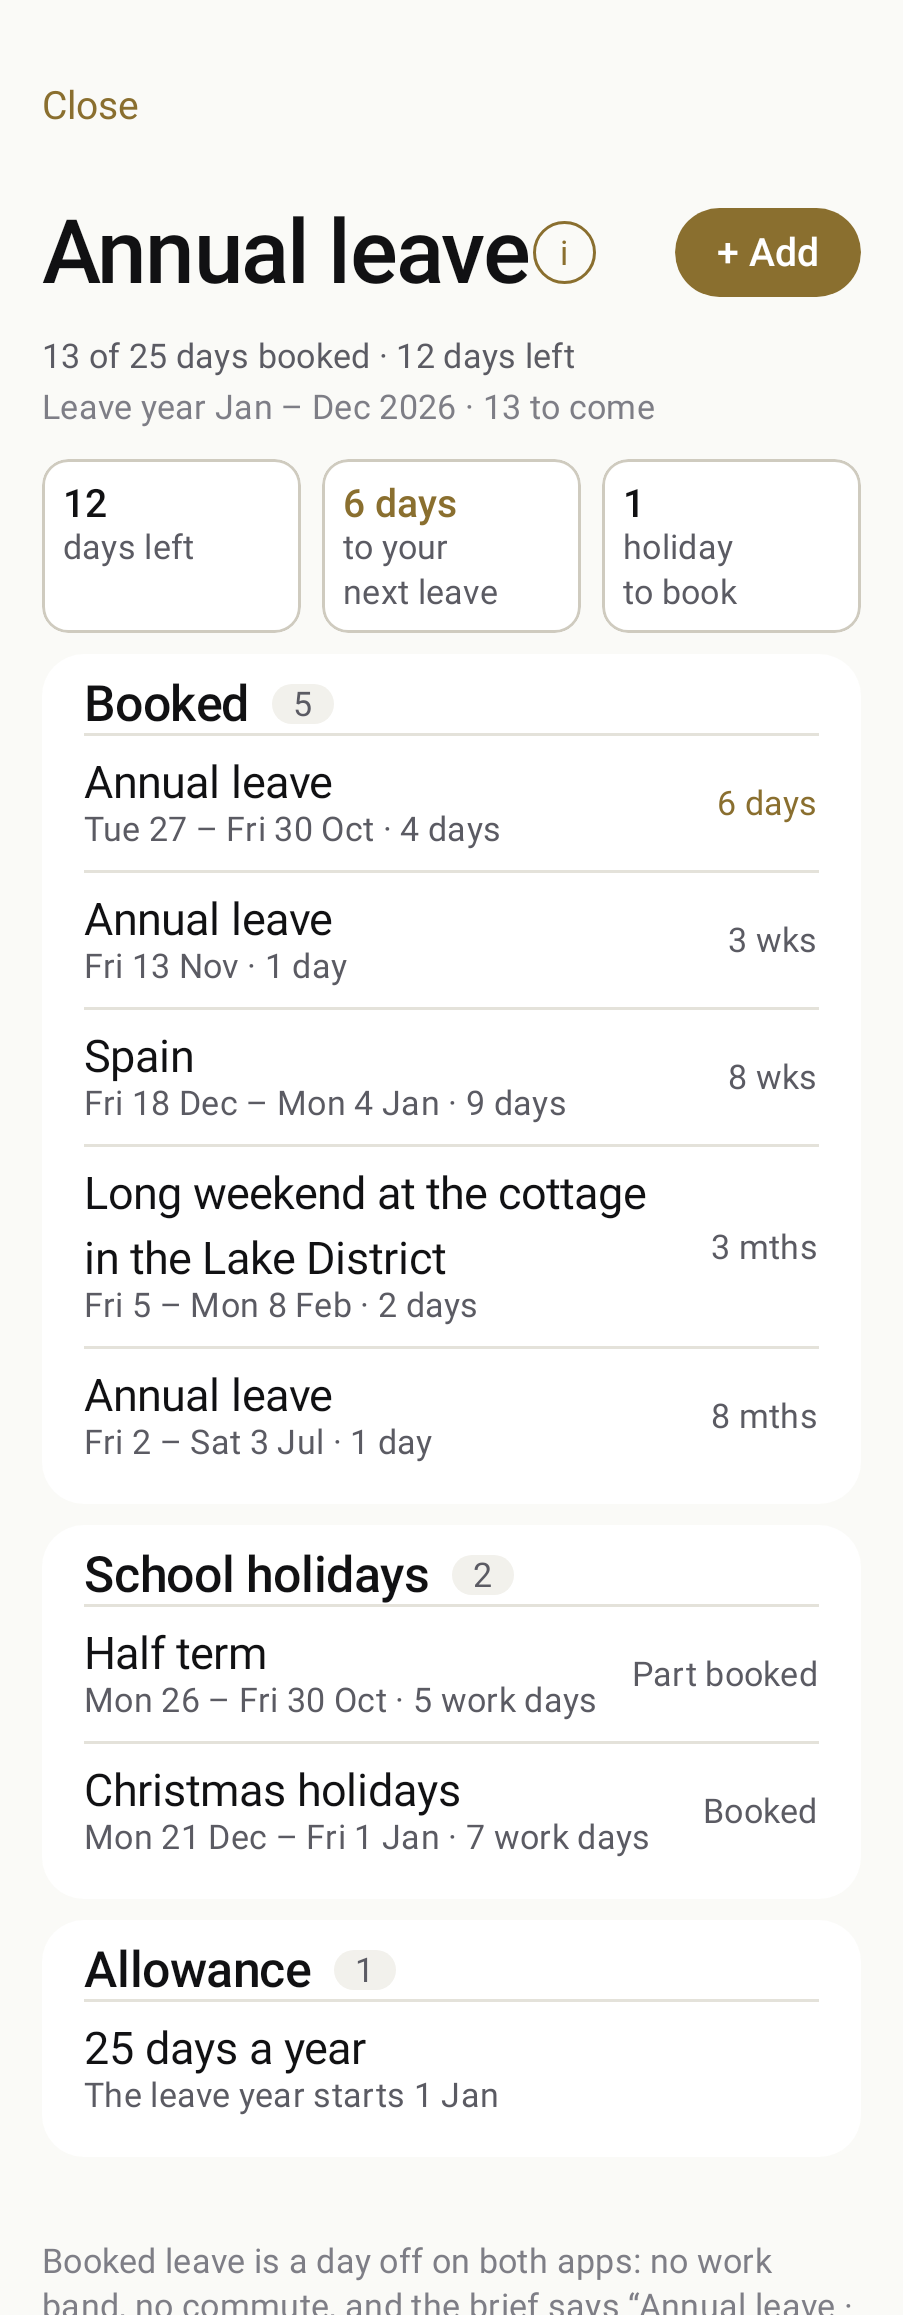 Close
Annual leave i
+ Add
13 of 25 days booked · 12 days left
Leave year Jan – Dec 2026 · 13 to come
12
days left
6 days
to your
next leave
1
holiday
to book
Booked 5
Annual leave
Tue 27 – Fri 30 Oct · 4 days
6 days
Annual leave
Fri 13 Nov · 1 day
3 wks
Spain
Fri 18 Dec – Mon 4 Jan · 9 days
8 wks
Long weekend at the cottage
in the Lake District
Fri 5 – Mon 8 Feb · 2 days
3 mths
Annual leave
Fri 2 – Sat 3 Jul · 1 day
8 mths
School holidays 2
Half term
Mon 26 – Fri 30 Oct · 5 work days
Part booked
Christmas holidays
Mon 21 Dec – Fri 1 Jan · 7 work days
Booked
Allowance 1
25 days a year
The leave year starts 1 Jan
Booked leave is a day off on both apps: no work
band, no commute, and the brief says “Annual leave ·